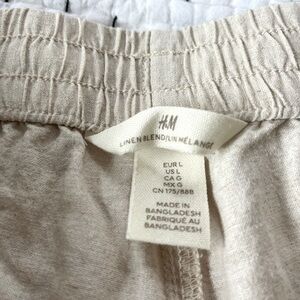 H&M
LINEN BLEND/LIN MÉLANGÉ
EUR L
US L
CA G
MX G
CN 175/88B
MADE IN
BANGLADESH
FABRIQUÉ AU
BANGLADESH